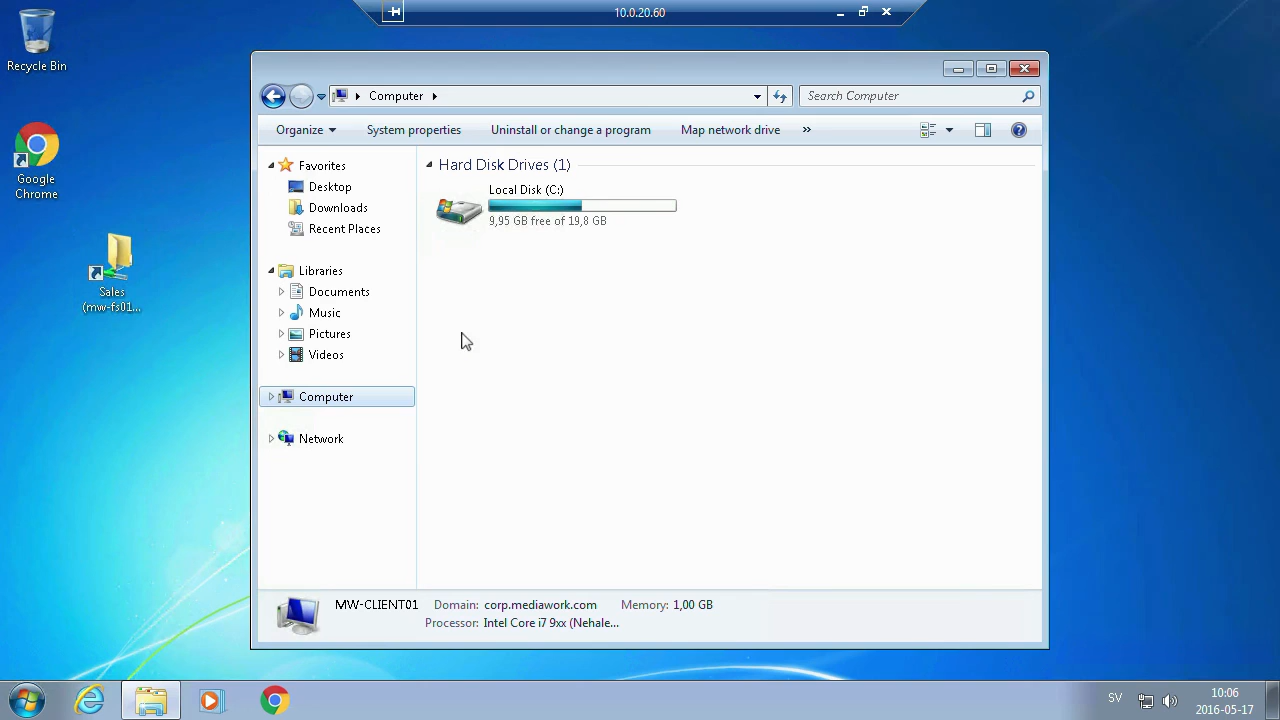 10.0.20.60
Recycle Bin
Google
Chrome
Sales
(mw-fs01...
Computer
Search Computer
Organize
System properties
Uninstall or change a program
Map network drive
»
Favorites
Desktop
Downloads
Recent Places
Libraries
Documents
Music
Pictures
Videos
Computer
Network
Hard Disk Drives (1)
Local Disk (C:)
9,95 GB free of 19,8 GB
MW-CLIENT01 Domain: corp.mediawork.com Memory: 1,00 GB
Processor: Intel Core i7 9xx (Nehale...
SV
10:06
2016-05-17